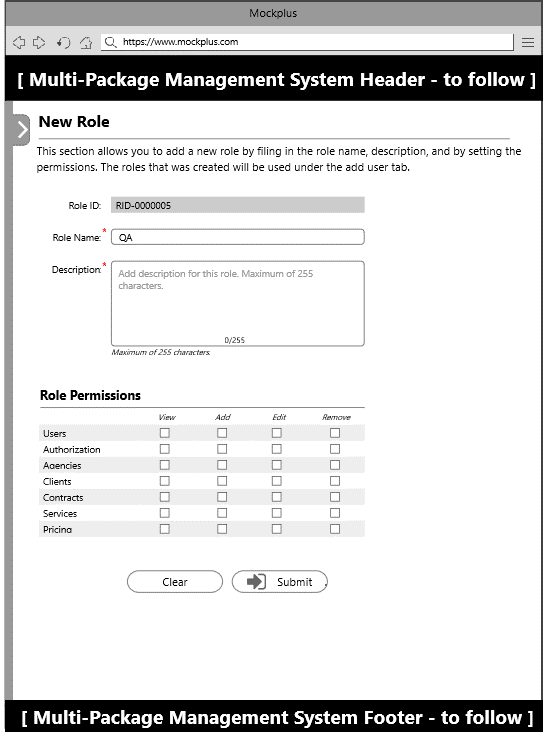 Mockplus
https://www.mockplus.com
[ Multi-Package Management System Header - to follow ]
New Role
This section allows you to add a new role by filing in the role name, description, and by setting the
permissions. The roles that was created will be used under the add user tab.
Role ID: RID-0000005
Role Name: * QA
Description: * Add description for this role. Maximum of 255
characters.
0/255
Maximum of 255 characters.
Role Permissions
View Add Edit Remove
Users
Authorization
Agencies
Clients
Contracts
Services
Pricing
Clear Submit
[ Multi-Package Management System Footer - to follow ]